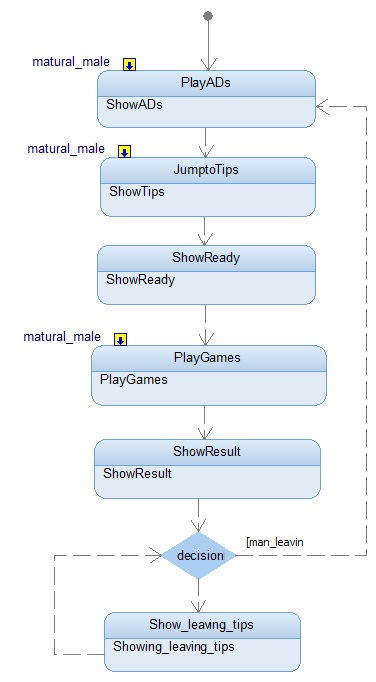 matural_male
PlayADs
ShowADs
matural_male
JumptoTips
ShowTips
ShowReady
ShowReady
matural_male
PlayGames
PlayGames
ShowResult
ShowResult
decision
[man_leavin
Show_leaving_tips
Showing_leaving_tips